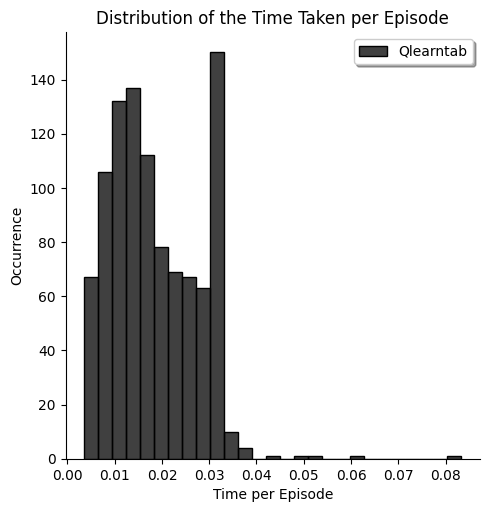 Distribution of the Time Taken per Episode
Qlearntab
Occurrence
140
120
100
80
60
40
20
0
0.00 0.01 0.02 0.03 0.04 0.05 0.06 0.07 0.08
Time per Episode